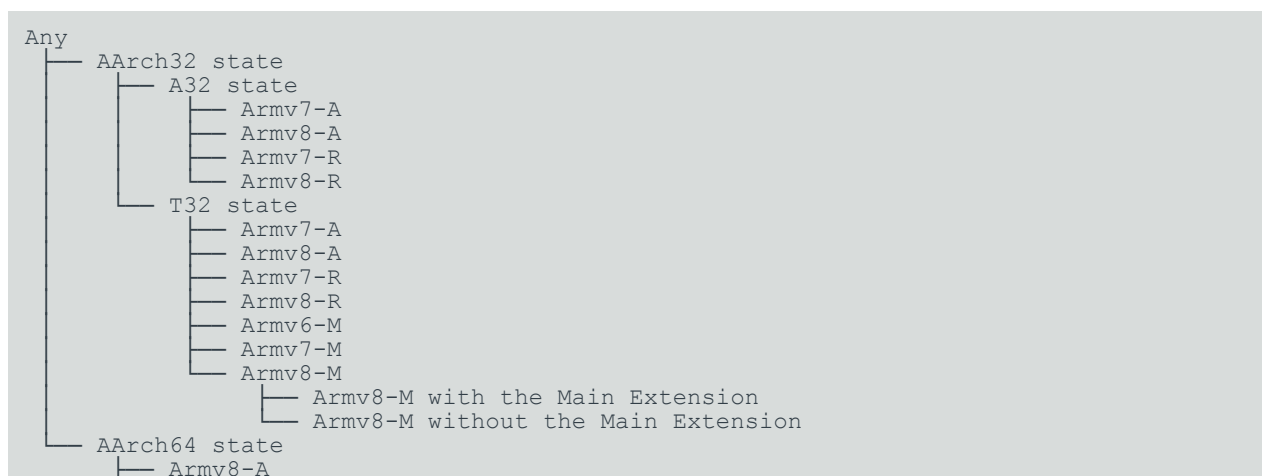 Any
AArch32 state
A32 state
Armv7-A
Armv8-A
Armv7-R
Armv8-R
T32 state
Armv7-A
Armv8-A
Armv7-R
Armv8-R
Armv6-M
Armv7-M
Armv8-M
Armv8-M with the Main Extension
Armv8-M without the Main Extension
AArch64 state
Armv8-A